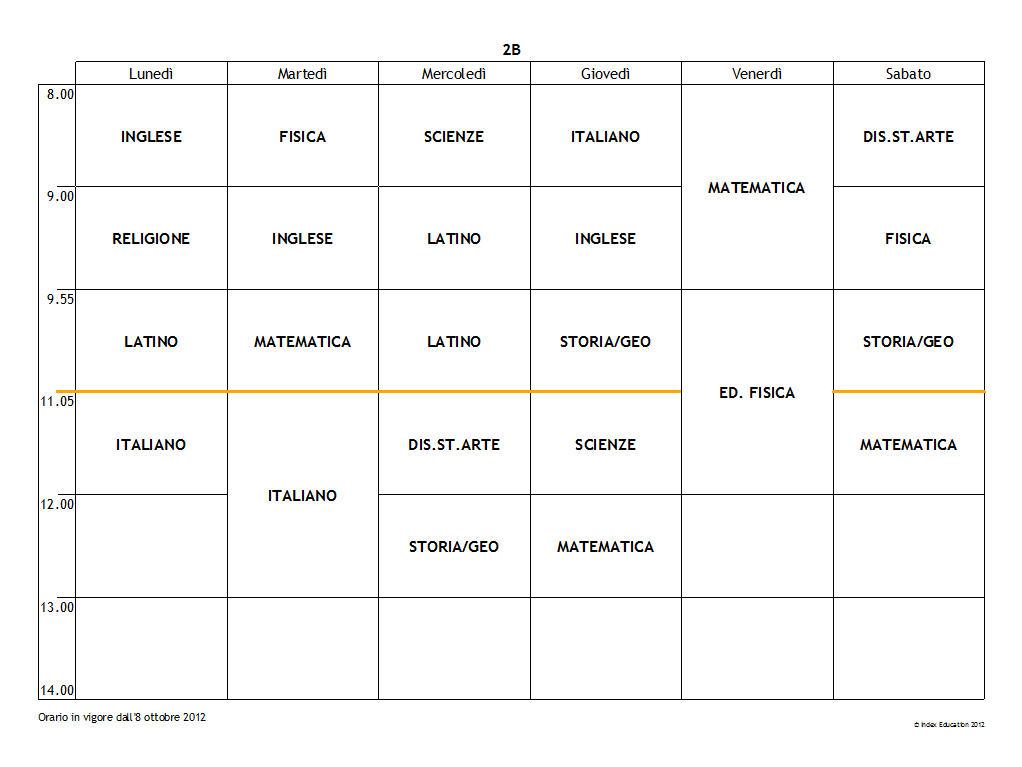 2B
Lunedì Martedì Mercoledì Giovedì Venerdì Sabato
8.00
INGLESE FISICA SCIENZE ITALIANO DIS.ST.ARTE
MATEMATICA
9.00
RELIGIONE INGLESE LATINO INGLESE FISICA
9.55
LATINO MATEMATICA LATINO STORIA/GEO STORIA/GEO
ED. FISICA
11.05
ITALIANO DIS.ST.ARTE SCIENZE MATEMATICA
ITALIANO
12.00
STORIA/GEO MATEMATICA
13.00
14.00
Orario in vigore dall'8 ottobre 2012
© Index Education 2012